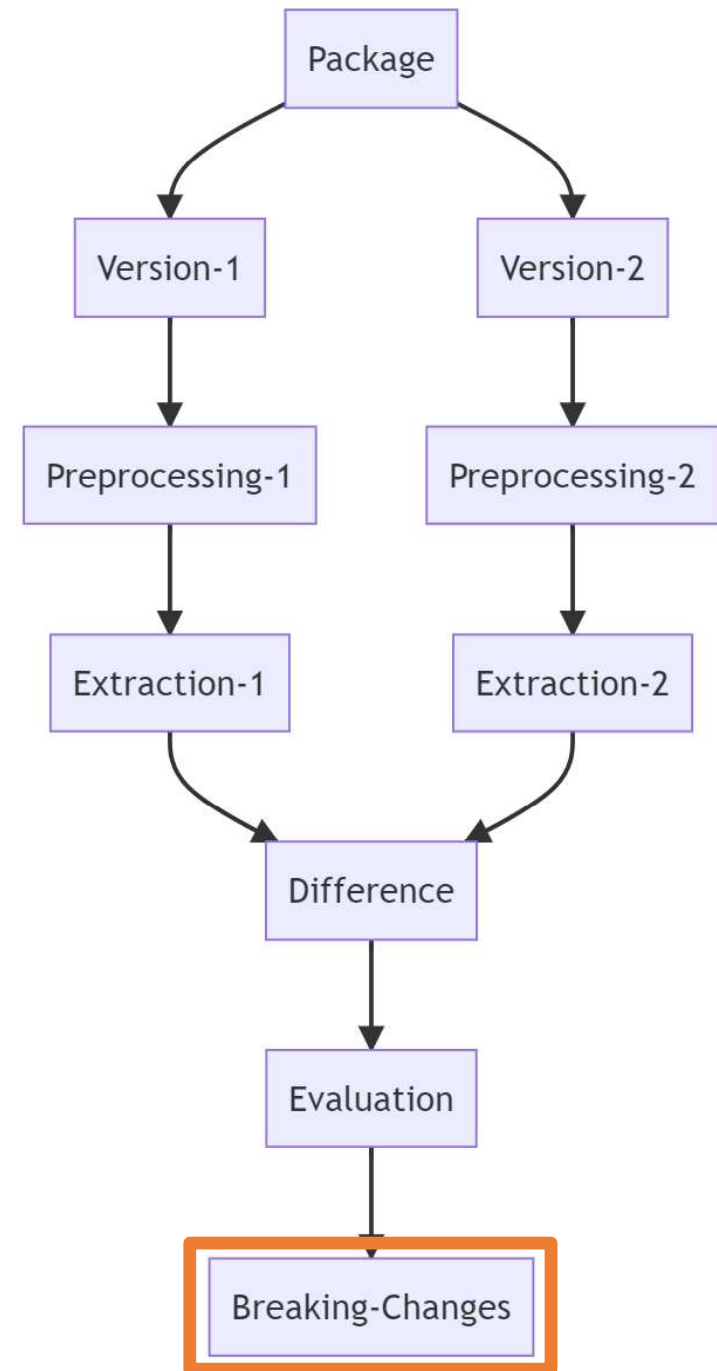 Package
Version-1
Version-2
Preprocessing-1
Preprocessing-2
Extraction-1
Extraction-2
Difference
Evaluation
Breaking-Changes